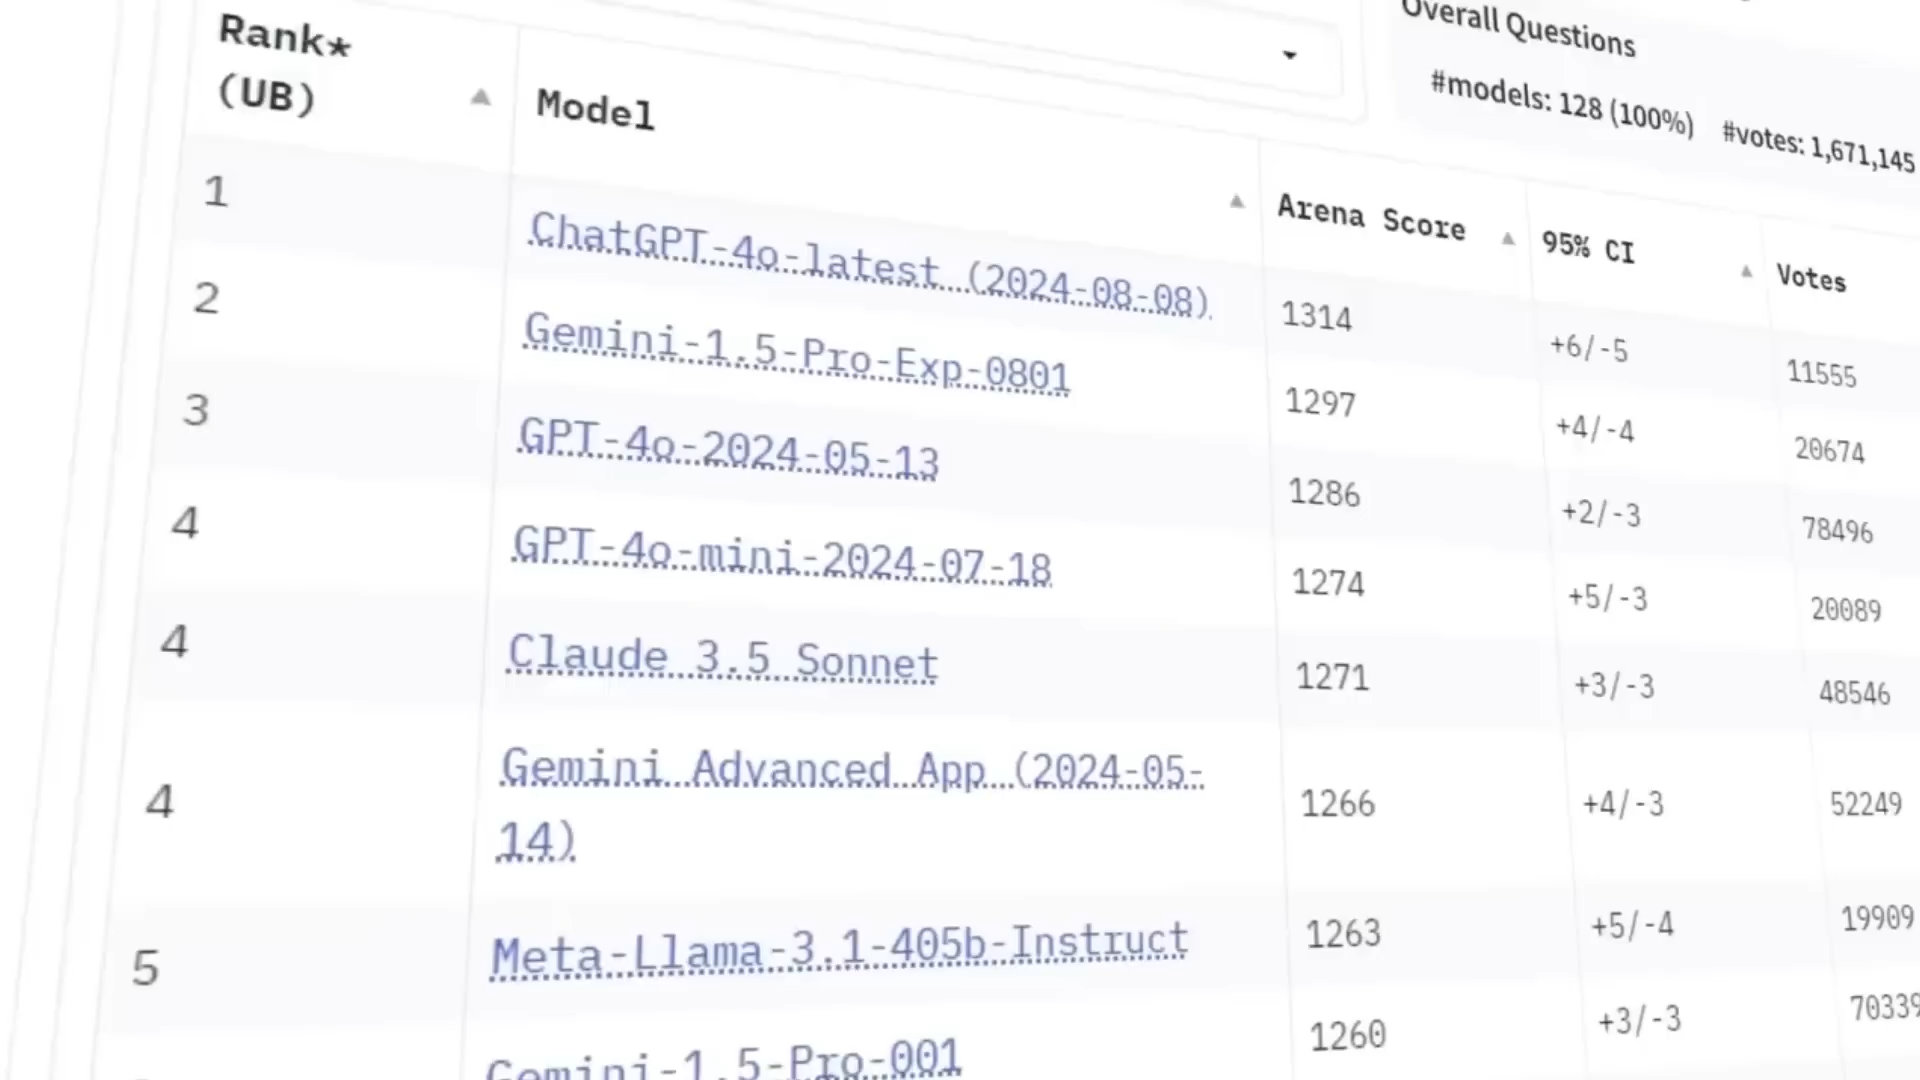 Overall Questions
#models: 128 (100%) #votes: 1,671,145
Rank* (UB) Model Arena Score 95% CI Votes
1 ChatGPT-4o-latest (2024-08-08) 1314 +6/-5 11555
2 Gemini-1.5-Pro-Exp-0801 1297 +4/-4 20674
3 GPT-4o-2024-05-13 1286 +2/-3 78496
4 GPT-4o-mini-2024-07-18 1274 +5/-3 20089
4 Claude 3.5 Sonnet 1271 +3/-3 48546
4 Gemini Advanced App (2024-05-
14) 1266 +4/-3 52249
5 Meta-Llama-3.1-405b-Instruct 1263 +5/-4 19909
Gemini-1.5-Pro-001 1260 +3/-3 70339